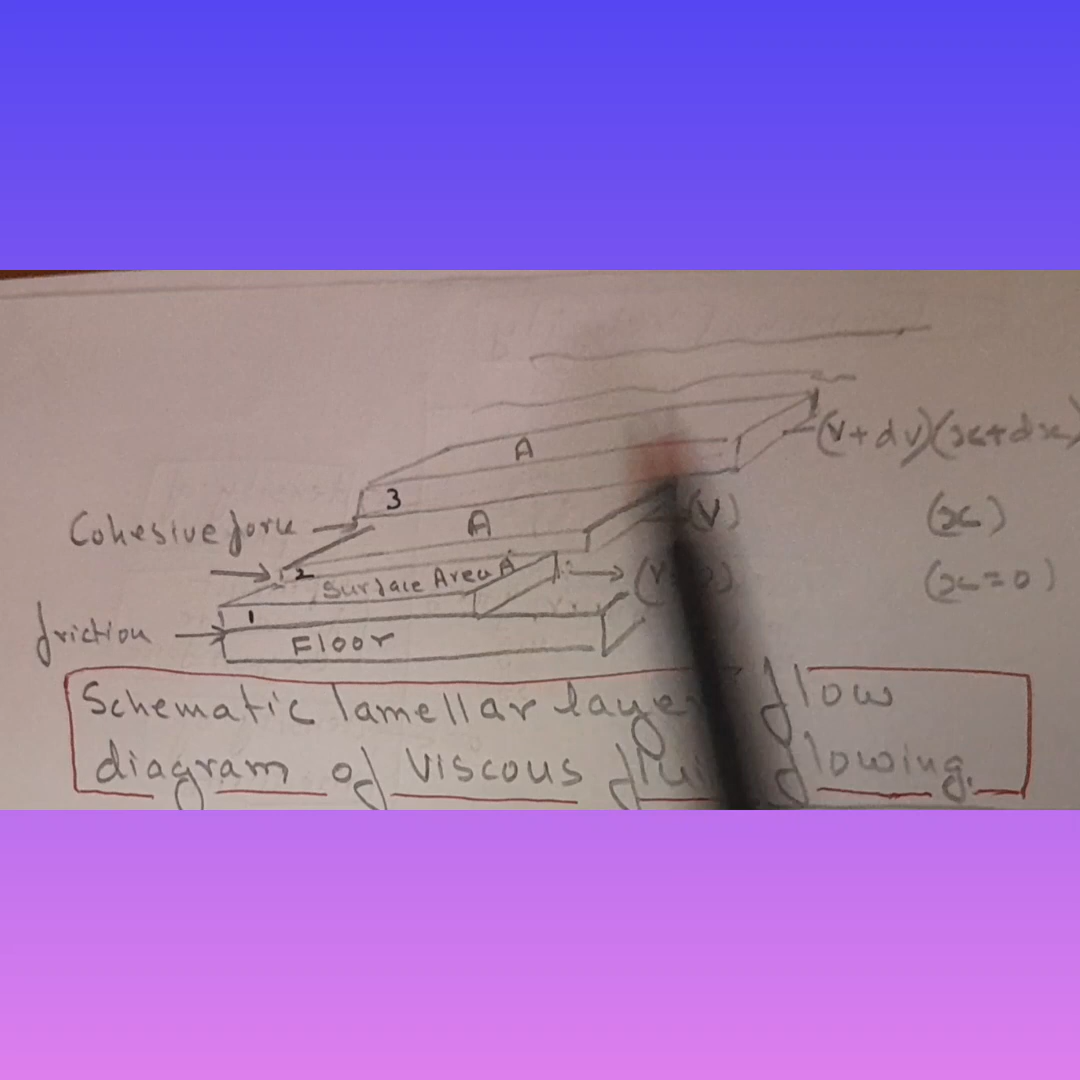 A
(v+dv)(x+dx)
3
Cohesive force
A
(v)
(x)
2
Surface Area A
(x=0)
1
friction
Floor
Schematic lamellar layer flow
diagram of viscous flowing.